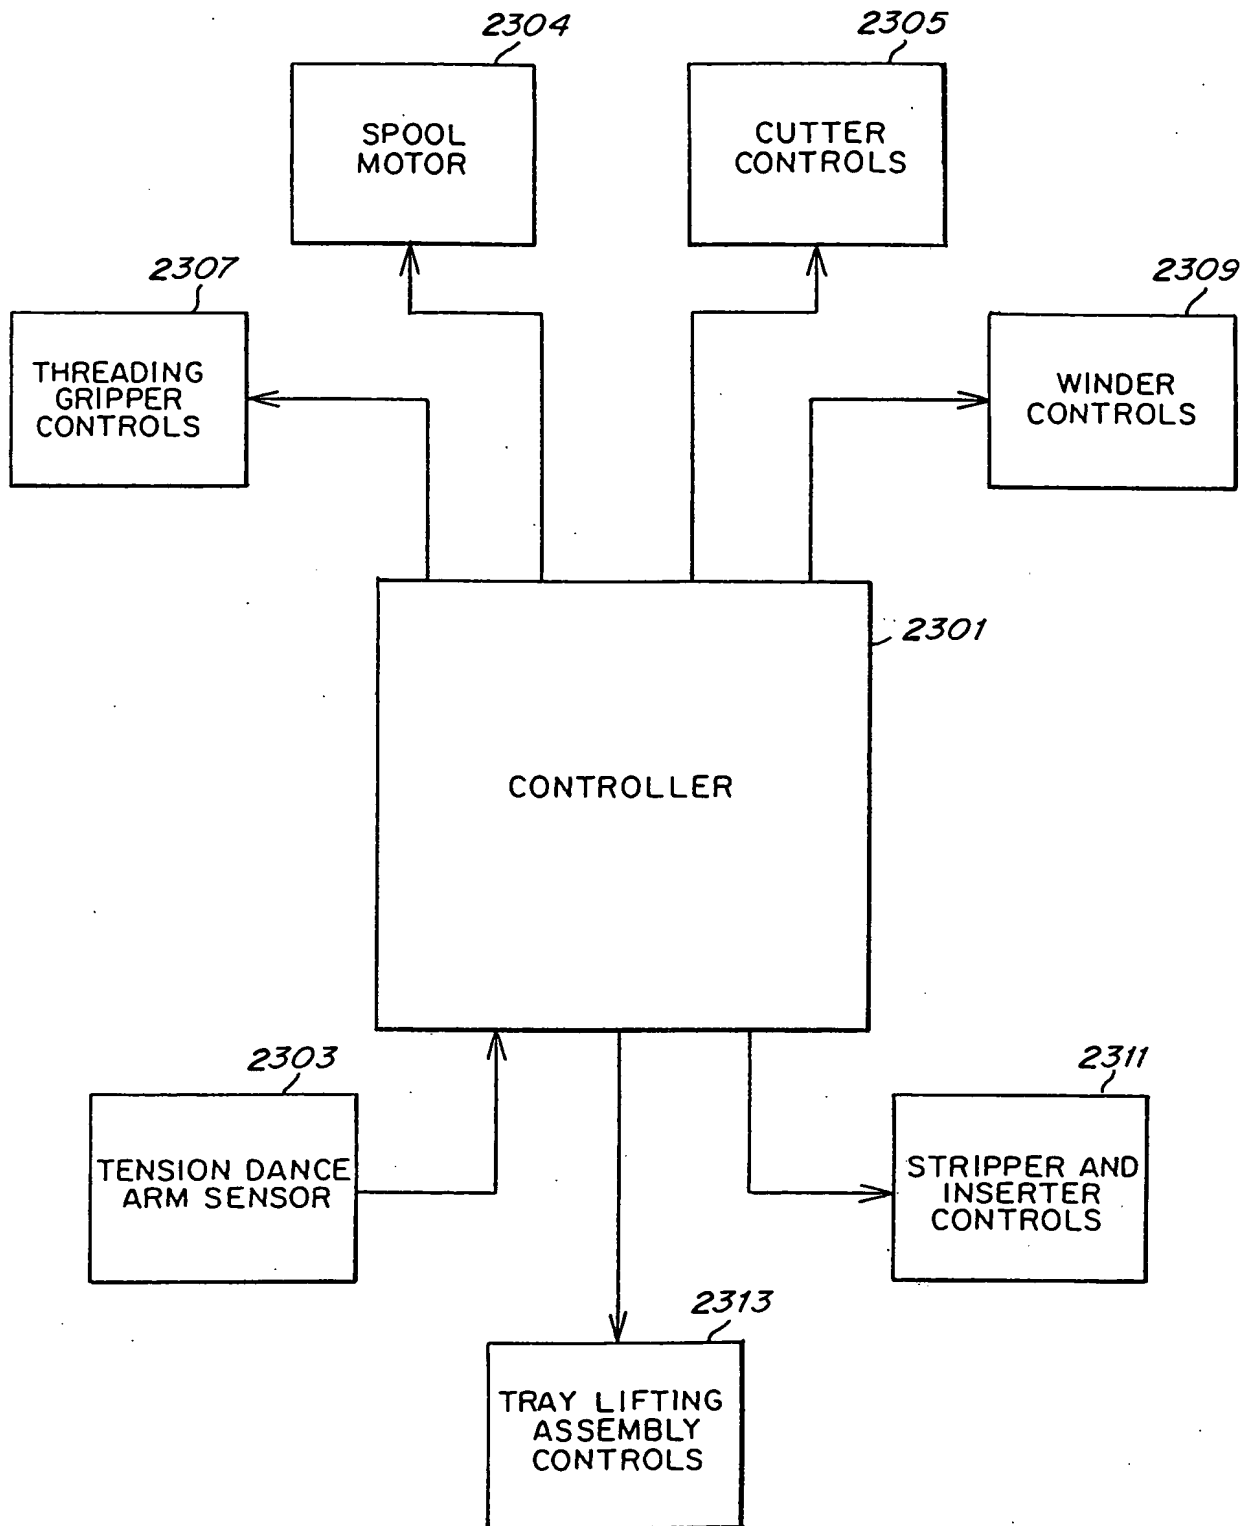 2304
SPOOL
MOTOR
2305
CUTTER
CONTROLS
2307
THREADING
GRIPPER
CONTROLS
2309
WINDER
CONTROLS
2301
CONTROLLER
2303
TENSION DANCE
ARM SENSOR
2311
STRIPPER AND
INSERTER
CONTROLS
2313
TRAY LIFTING
ASSEMBLY
CONTROLS